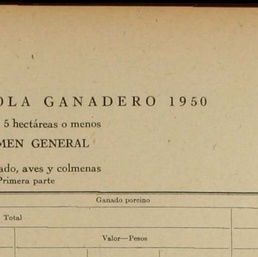 OLA GANADERO 1950
5 hectáreas o menos
MEN GENERAL
ado, aves y colmenas
Primera parte
Ganado porcino
Total
Valor—Pesos